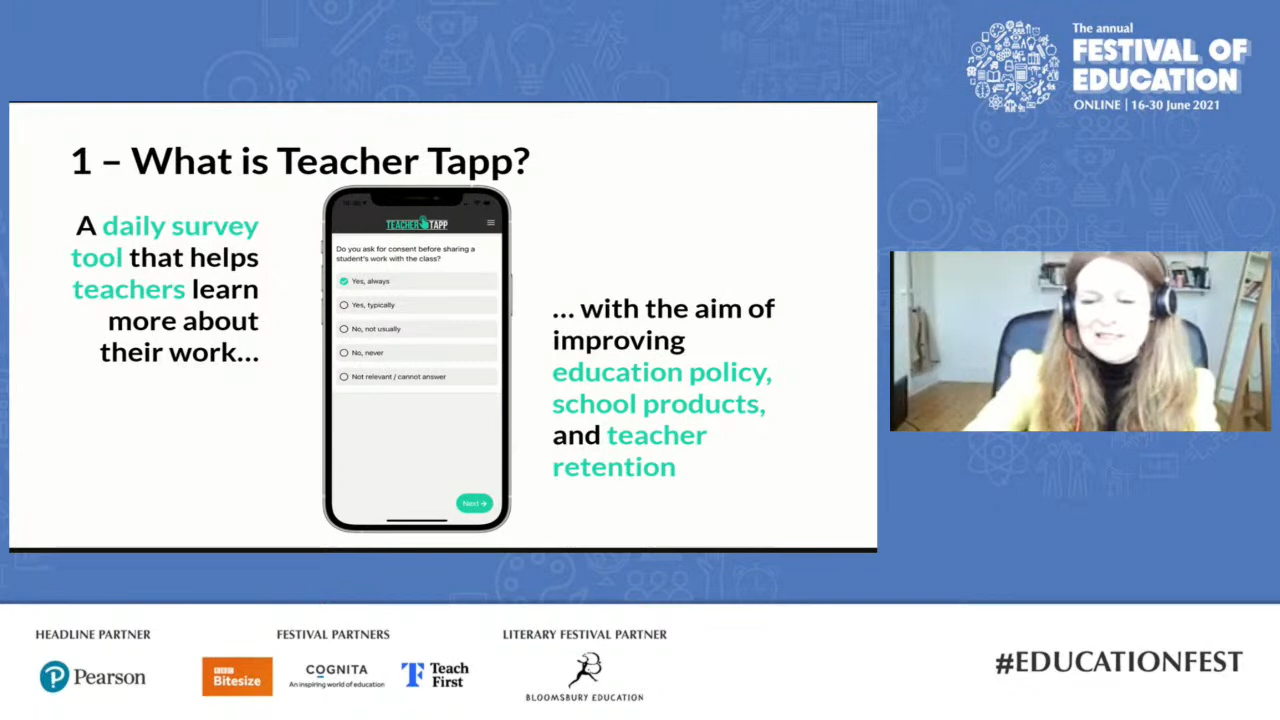 The annual
FESTIVAL OF
EDUCATION
ONLINE | 16-30 June 2021
1 – What is Teacher Tapp?
A daily survey
tool that helps
teachers learn
more about
their work...
TEACHER TAPP
Do you ask for consent before sharing a
student's work with the class?
Yes, always
Yes, typically
No, not usually
No, never
Not relevant / cannot answer
Next →
... with the aim of
improving
education policy,
school products,
and teacher
retention
HEADLINE PARTNER
Pearson
FESTIVAL PARTNERS
BBC
Bitesize
COGNITA
An inspiring world of education
Teach
First
LITERARY FESTIVAL PARTNER
BLOOMSBURY EDUCATION
#EDUCATIONFEST